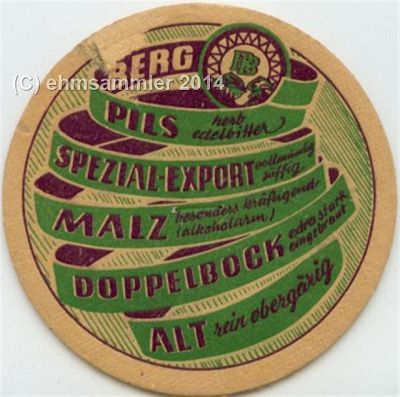 BERG
B
(C) ehmsammler 2014
PILS herb
edelbitter
SPEZIAL-EXPORT vollmundig
süffig
MALZ besonders kräftigend
(alkoholarm)
DOPPELBOCK extra stark
eingebraut
ALT rein obergärig